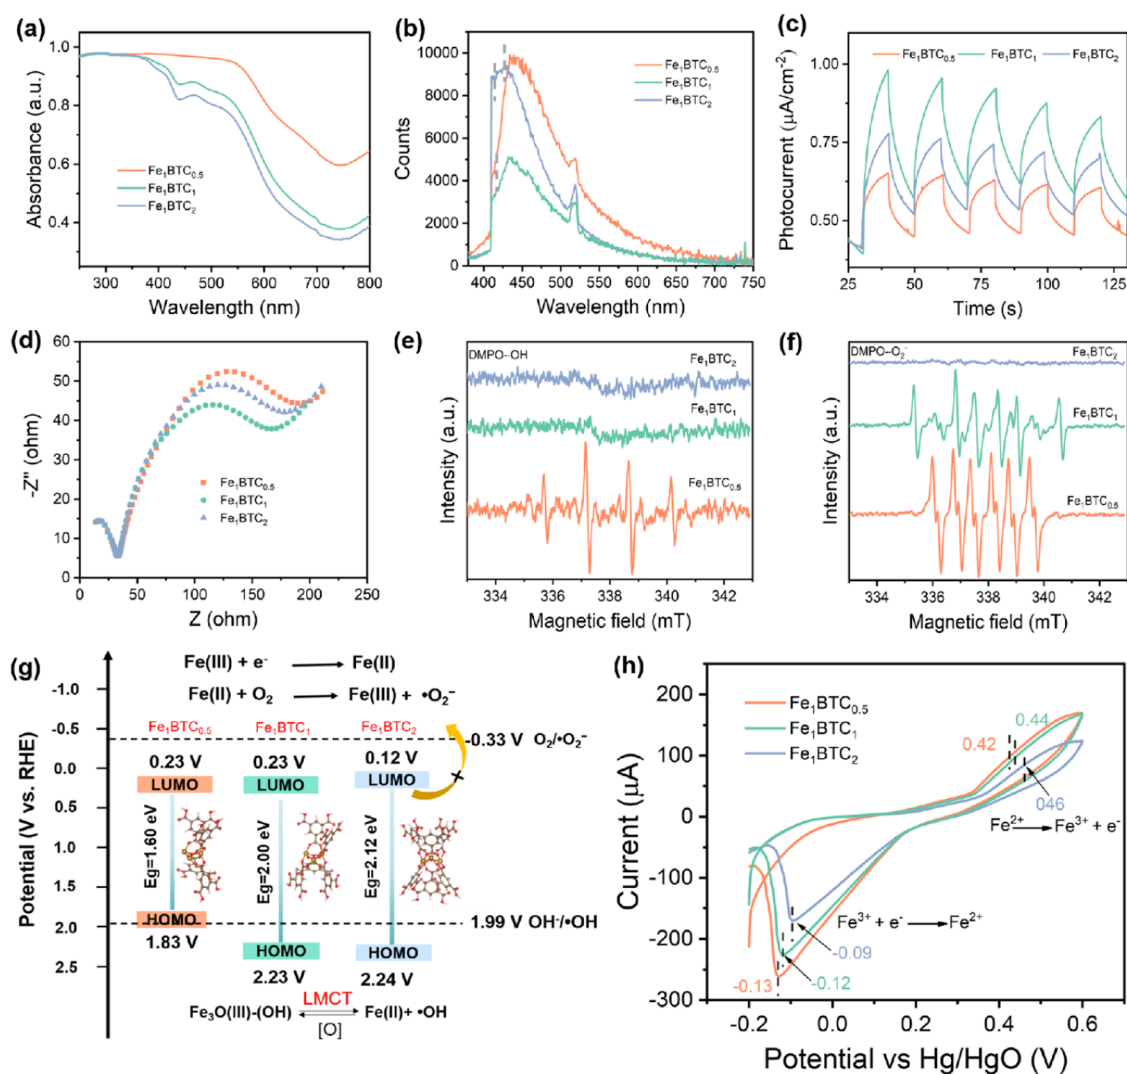 (a)
1.0
0.8
0.6
0.4
Absorbance (a.u.)
Fe₁BTC₀.₅
Fe₁BTC₁
Fe₁BTC₂
300 400 500 600 700 800
Wavelength (nm)
(b)
10000
8000
6000
4000
2000
0
Counts
Fe₁BTC₀.₅
Fe₁BTC₁
Fe₁BTC₂
400 450 500 550 600 650 700 750
Wavelength (nm)
(c)
Fe₁BTC₀.₅ Fe₁BTC₁ Fe₁BTC₂
1.00
0.75
0.50
Photocurrent (μA/cm⁻²)
25 50 75 100 125
Time (s)
(d)
60
50
40
30
20
10
0
-Z" (ohm)
Fe₁BTC₀.₅
Fe₁BTC₁
Fe₁BTC₂
0 50 100 150 200 250
Z (ohm)
(e)
DMPO--OH
Fe₁BTC₂
Fe₁BTC₁
Fe₁BTC₀.₅
Intensity (a.u.)
334 336 338 340 342
Magnetic field (mT)
(f)
DMPO--O₂⁻
Fe₁BTC₂
Fe₁BTC₁
Fe₁BTC₀.₅
Intensity (a.u.)
334 336 338 340 342
Magnetic field (mT)
(g)
Fe(III) + e⁻ → Fe(II)
Fe(II) + O₂ → Fe(III) + •O₂⁻
Potential (V vs. RHE)
-1.0
-0.5
0.0
0.5
1.0
1.5
2.0
2.5
Fe₁BTC₀.₅ Fe₁BTC₁ Fe₁BTC₂
-0.33 V O₂/•O₂⁻
0.23 V 0.23 V 0.12 V
LUMO LUMO LUMO
Eg=1.60 eV Eg=2.00 eV Eg=2.12 eV
HOMO
1.99 V OH⁻/•OH
1.83 V
HOMO HOMO
2.23 V 2.24 V
LMCT
Fe₃O(III)-(OH) ⇌ Fe(II)+ •OH
[O]
(h)
200
100
0
-100
-200
-300
Current (μA)
Fe₁BTC₀.₅
Fe₁BTC₁
Fe₁BTC₂
0.44
0.42
046
Fe²⁺ → Fe³⁺ + e⁻
Fe³⁺ + e⁻ → Fe²⁺
-0.09
-0.12
-0.13
-0.2 0.0 0.2 0.4 0.6
Potential vs Hg/HgO (V)